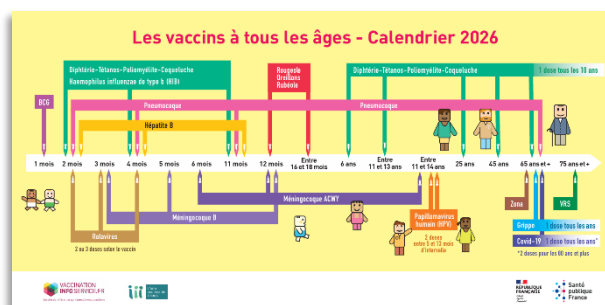 Les vaccins à tous les âges - Calendrier 2026
Diphtérie-Tétanos-Poliomyélite-Coqueluche
Haemophilus influenzae de type b (HIB)
Rougeole
Oreillons
Rubéole
Diphtérie-Tétanos-Poliomyélite-Coqueluche
1 dose tous les 10 ans
BCG
Pneumocoque
Pneumocoque
Hépatite B
1 mois
2 mois
3 mois
4 mois
5 mois
6 mois
11 mois
12 mois
Entre
16 et 18 mois
6 ans
Entre
11 et 13 ans
Entre
11 et 14 ans
25 ans
45 ans
65 ans et +
75 ans et +
Méningocoque ACWY
Méningocoque B
Rotavirus
2 ou 3 doses selon le vaccin
Papillomavirus
humain (HPV)
2 doses
entre 5 et 13 mois
d'intervalle
Zona
VRS
Grippe
1 dose tous les ans
Covid-19
1 dose tous les ans*
*2 doses pour les 80 ans et plus
VACCINATION
INFO SERVICE.FR
RÉPUBLIQUE
FRANÇAISE
Santé
publique
France